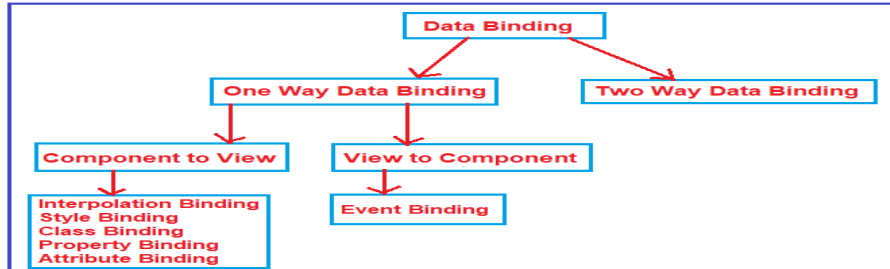 Data Binding
One Way Data Binding
Two Way Data Binding
Component to View
View to Component
Interpolation Binding
Style Binding
Class Binding
Property Binding
Attribute Binding
Event Binding